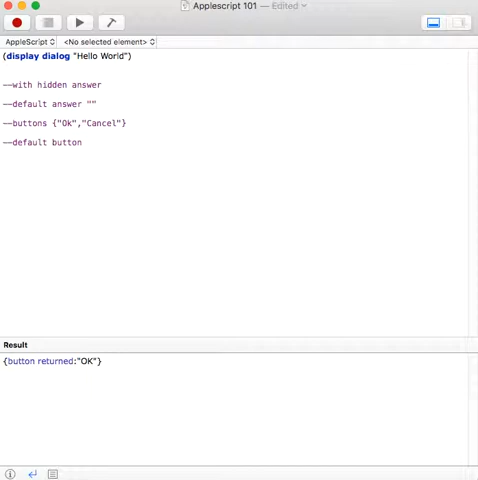 Applescript 101 — Edited
AppleScript <No selected element>
(display dialog "Hello World")
--with hidden answer
--default answer ""
--buttons {"Ok","Cancel"}
--default button
Result
{button returned:"OK"}